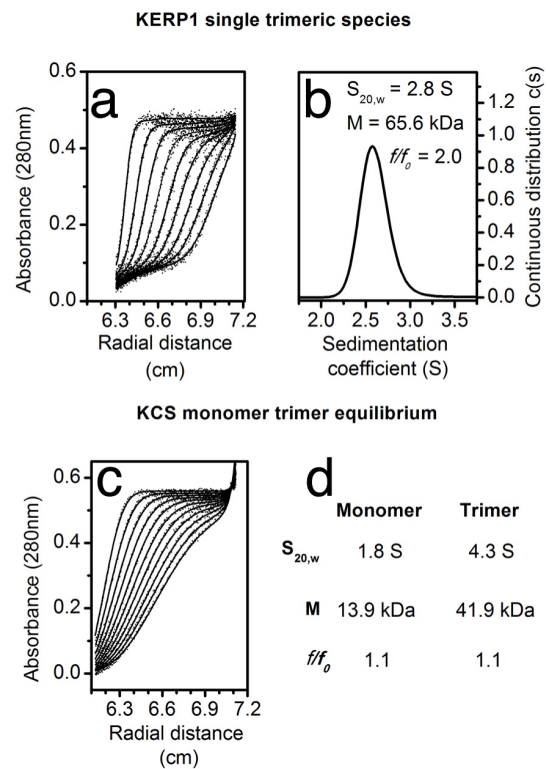 KERP1 single trimeric species
a
Absorbance (280nm)
0.6
0.4
0.2
0.0
6.3 6.6 6.9 7.2
Radial distance
(cm)
b
S20,w = 2.8 S
M = 65.6 kDa
f/fo = 2.0
Continuous distribution c(s)
1.2
1.0
0.8
0.6
0.4
0.2
0.0
2.0 2.5 3.0 3.5
Sedimentation
coefficient (S)
KCS monomer trimer equilibrium
c
Absorbance (280nm)
0.6
0.4
0.2
0.0
6.3 6.6 6.9 7.2
Radial distance
(cm)
d
Monomer Trimer
S20,w 1.8 S 4.3 S
M 13.9 kDa 41.9 kDa
f/fo 1.1 1.1